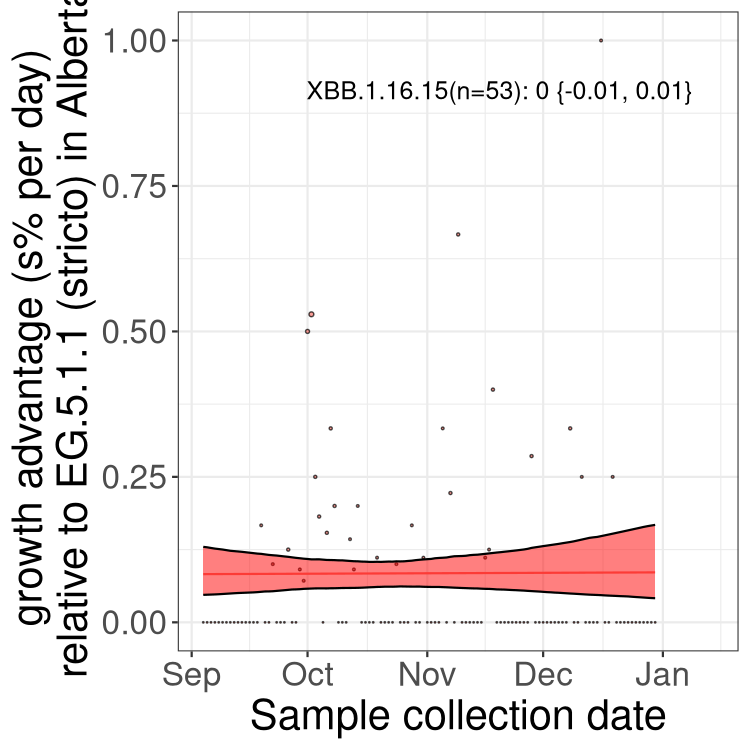 growth advantage (s% per day)
relative to EG.5.1.1 (stricto) in Alberta
1.00
XBB.1.16.15(n=53): 0 {-0.01, 0.01}
0.75
0.50
0.25
0.00
Sep Oct Nov Dec Jan
Sample collection date